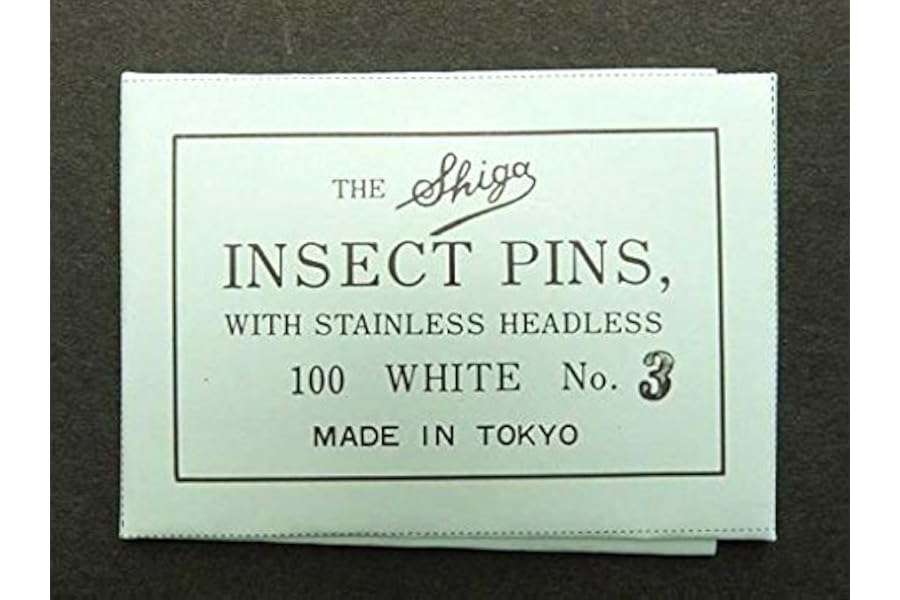 THE Shiga
INSECT PINS,
WITH STAINLESS HEADLESS
100 WHITE No. 3
MADE IN TOKYO